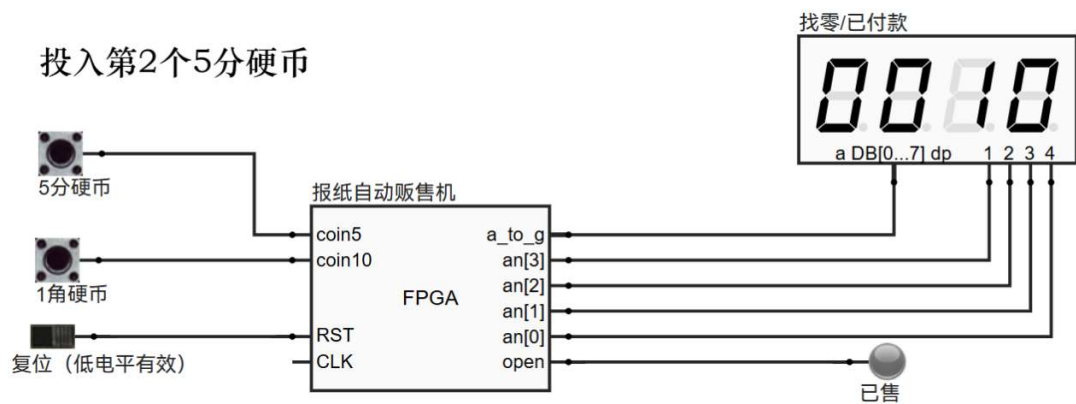 找零/已付款
投入第2个5分硬币
0010
a DB[0...7] dp 1 2 3 4
5分硬币
报纸自动贩售机
coin5 a_to_g
coin10 an[3]
1角硬币
an[2]
FPGA
an[1]
RST an[0]
复位（低电平有效）
CLK open
已售